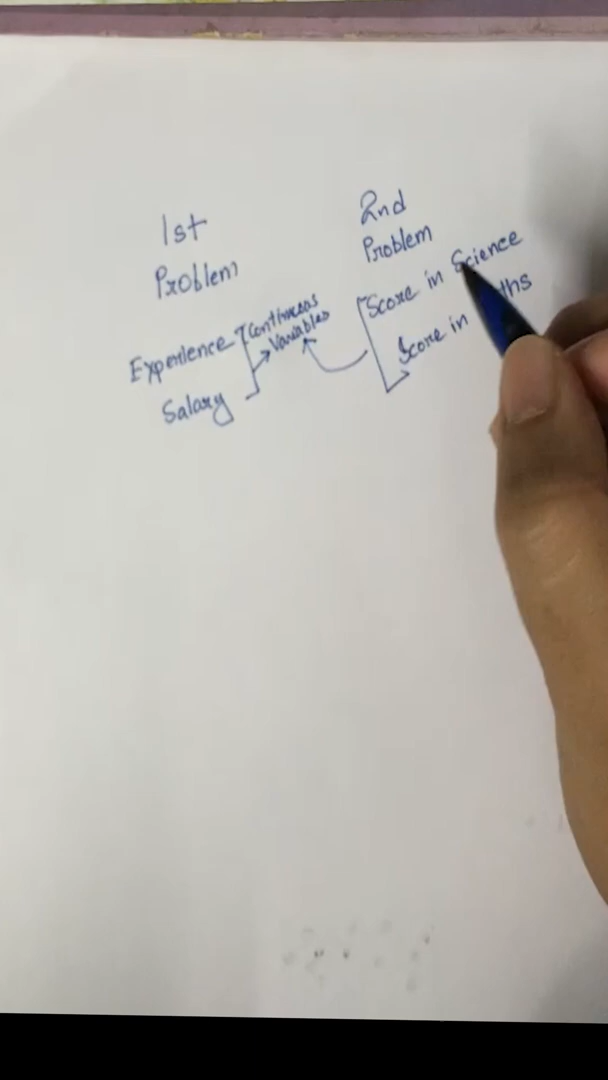 1st
Problem
Experience
Salary
Continuous
Variables
2nd
Problem
Score in Science
Score in